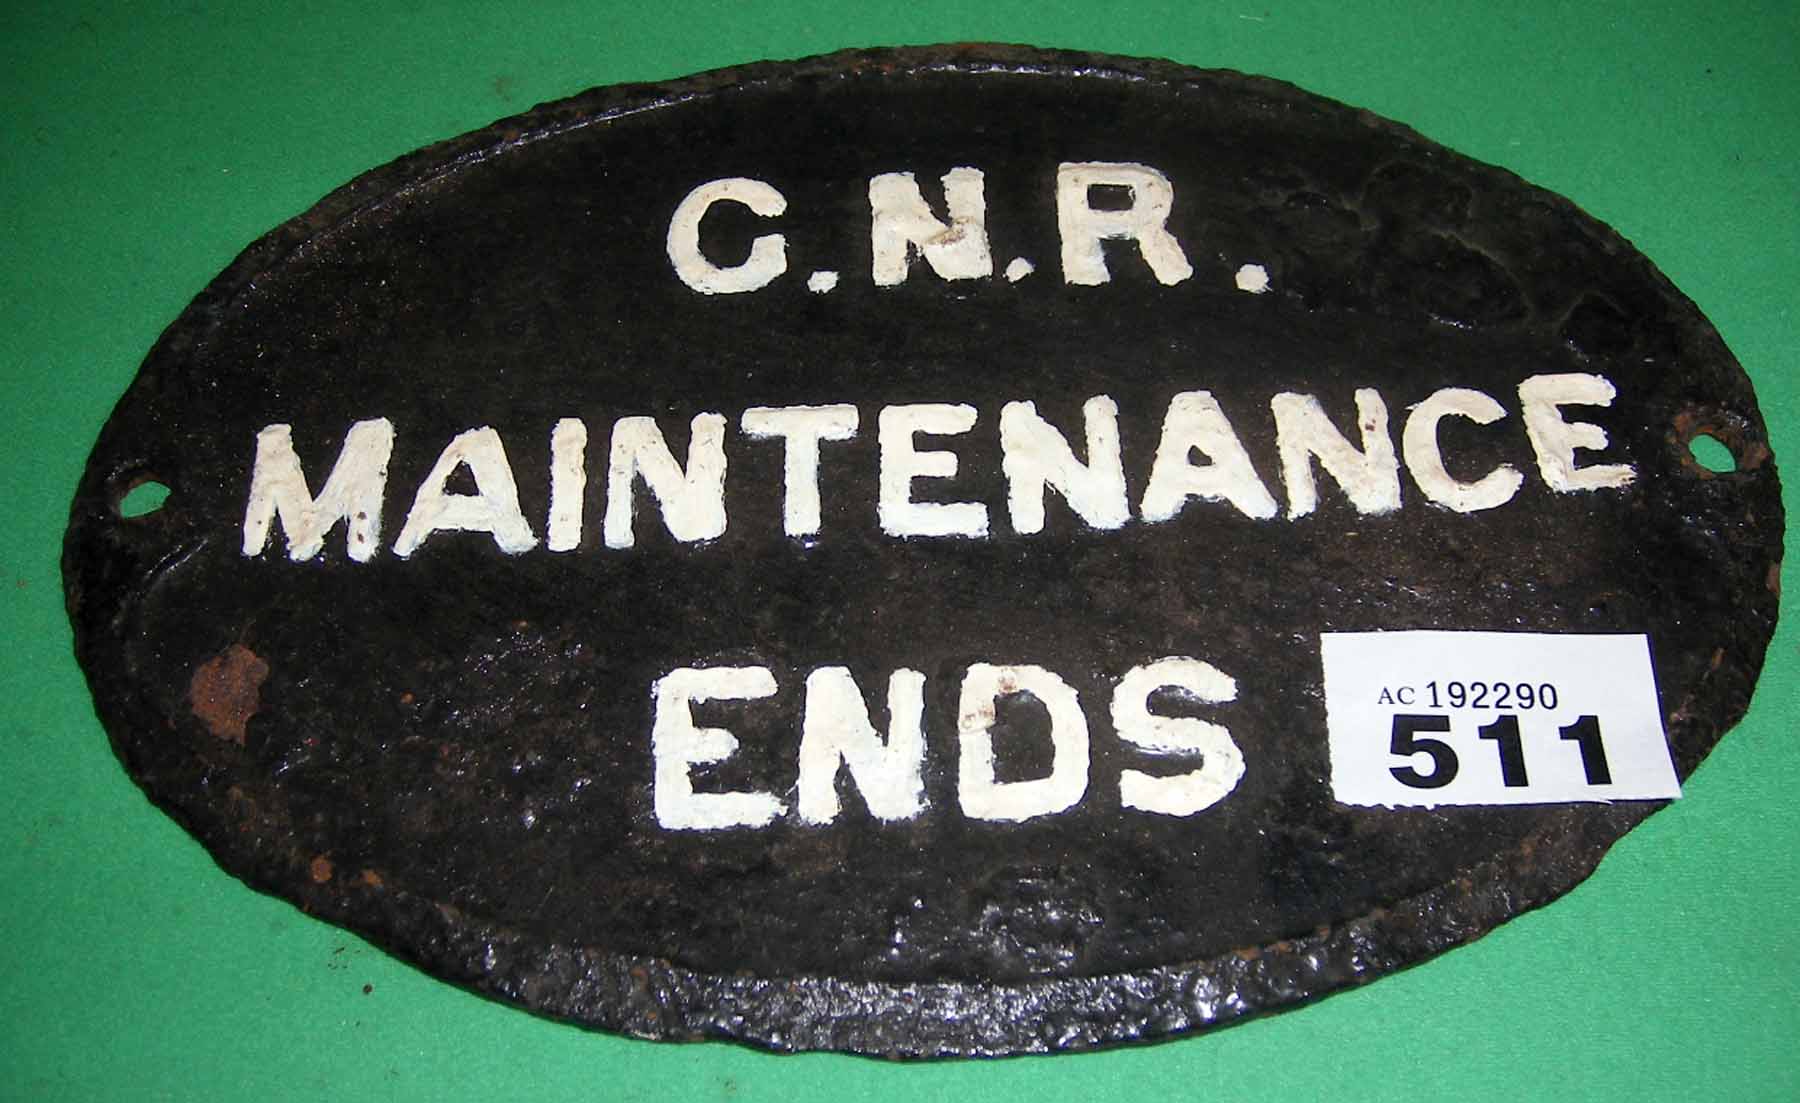 G.N.R.
MAINTENANCE
ENDS
AC 192290
511